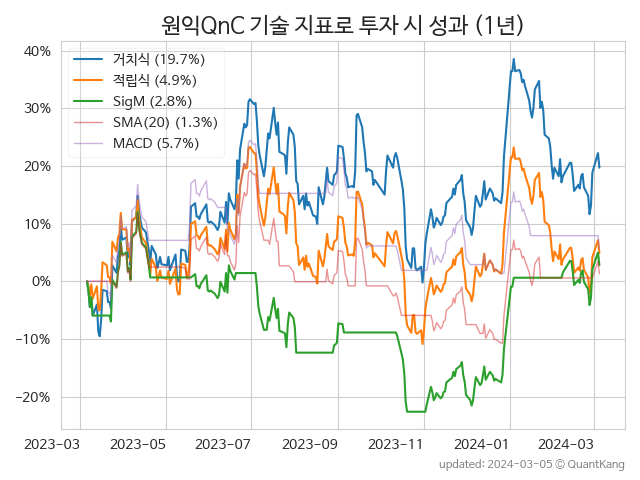 원익QnC 기술 지표로 투자 시 성과 (1년)
거치식 (19.7%)
적립식 (4.9%)
SigM (2.8%)
SMA(20) (1.3%)
MACD (5.7%)
40%
30%
20%
10%
0%
−10%
−20%
2023-03 2023-05 2023-07 2023-09 2023-11 2024-01 2024-03
updated: 2024-03-05 © QuantKang